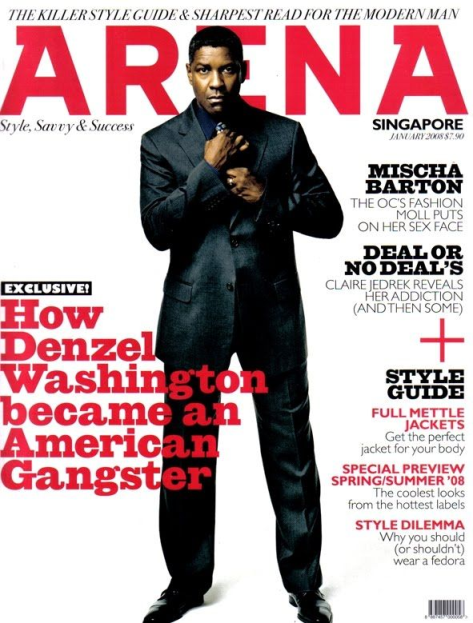 THE KILLER STYLE GUIDE & SHARPEST READ FOR THE MODERN MAN
ARENA
Style, Savvy & Success
SINGAPORE
JANUARY 2008 $7.90
MISCHA
BARTON
THE OC'S FASHION
MOLL PUTS
ON HER SEX FACE
DEAL OR
NO DEAL'S
CLAIRE JEDREK REVEALS
HER ADDICTION
(AND THEN SOME)
EXCLUSIVE!
How
Denzel
Washington
became an
American
Gangster
+
STYLE
GUIDE
FULL METTLE
JACKETS
Get the perfect
jacket for your body
SPECIAL PREVIEW
SPRING/SUMMER '08
The coolest looks
from the hottest labels
STYLE DILEMMA
Why you should
(or shouldn't)
wear a fedora